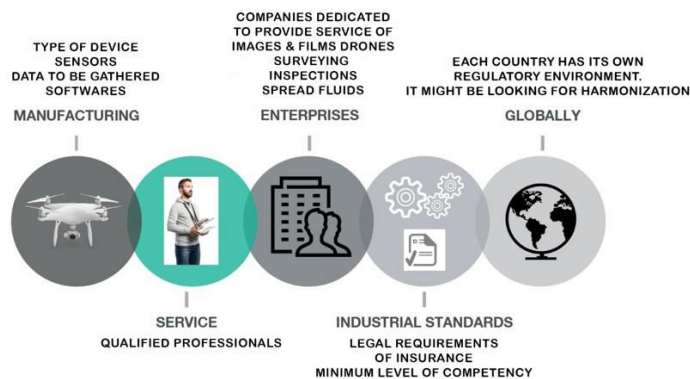 TYPE OF DEVICE
SENSORS
DATA TO BE GATHERED
SOFTWARES
MANUFACTURING
COMPANIES DEDICATED
TO PROVIDE SERVICE OF
IMAGES & FILMS DRONES
SURVEYING
INSPECTIONS
SPREAD FLUIDS
ENTERPRISES
EACH COUNTRY HAS ITS OWN
REGULATORY ENVIRONMENT.
IT MIGHT BE LOOKING FOR HARMONIZATION
GLOBALLY
SERVICE
QUALIFIED PROFESSIONALS
INDUSTRIAL STANDARDS
LEGAL REQUIREMENTS
OF INSURANCE
MINIMUM LEVEL OF COMPETENCY